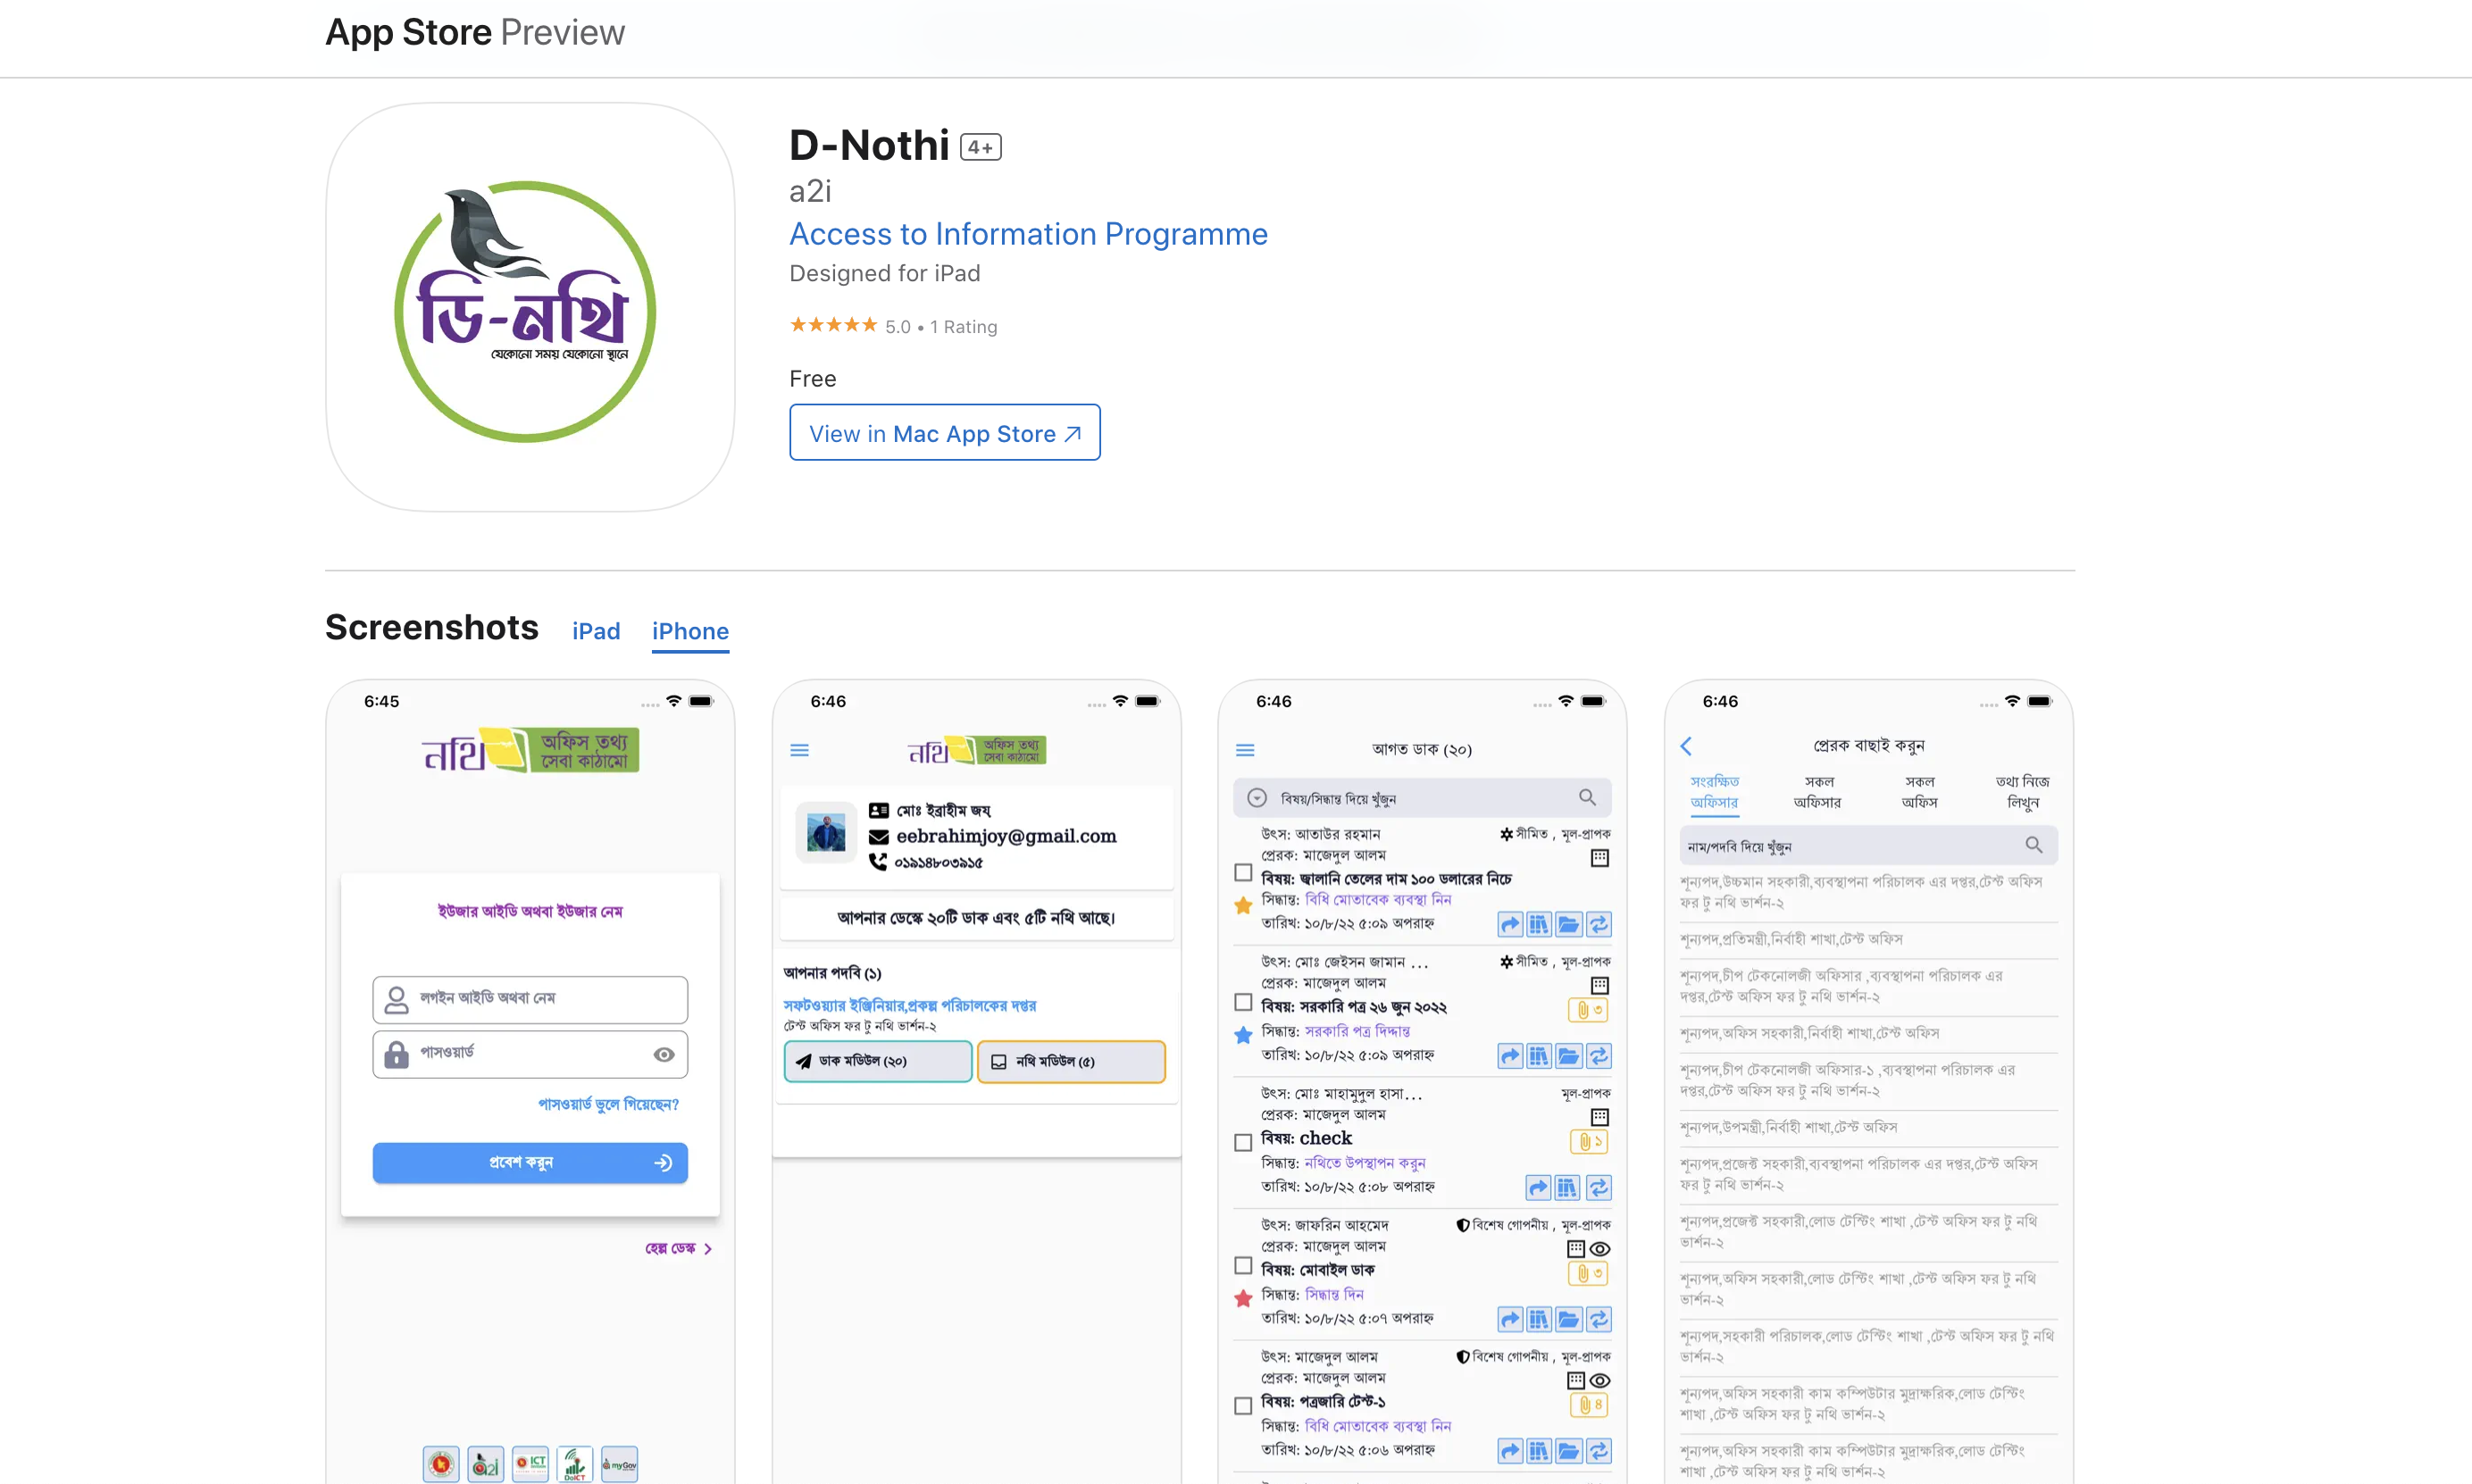 App Store Preview
ডি-নথি
যেকোনো সময় যেকোনো স্থানে
D-Nothi 4+
a2i
Access to Information Programme
Designed for iPad
★★★★★ 5.0 • 1 Rating
Free
View in Mac App Store ↗
Screenshots iPad iPhone
6:45
নথি অফিস তথ্য
সেবা কাঠামো
ইউজার আইডি অথবা ইউজার নেম
লগইন আইডি অথবা নেম
পাসওয়ার্ড
পাসওয়ার্ড ভুলে গিয়েছেন?
প্রবেশ করুন
হেল্প ডেস্ক
a2i ICT DoICT myGov
6:46
নথি অফিস তথ্য
সেবা কাঠামো
মোঃ ইব্রাহীম জয়
eebrahimjoy@gmail.com
০১৯১৪৮০৩৯১৫
আপনার ডেস্কে ২০টি ডাক এবং ৫টি নথি আছে।
আপনার পদবি (১)
সফটওয়্যার ইঞ্জিনিয়ার,প্রকল্প পরিচালকের দপ্তর
টেস্ট অফিস ফর টু নথি ভার্শন-২
ডাক মডিউল (২০) নথি মডিউল (৫)
6:46
আগত ডাক (২০)
বিষয়/সিদ্ধান্ত দিয়ে খুঁজুন
উৎস: আতাউর রহমান সীমিত , মূল-প্রাপক
প্রেরক: মাজেদুল আলম
বিষয়: জ্বালানি তেলের দাম ১০০ ডলারের নিচে
সিদ্ধান্ত: বিধি মোতাবেক ব্যবস্থা নিন
তারিখ: ১০/৮/২২ ৫:০৯ অপরাহ্ন
উৎস: মোঃ জেইসন জামান ... সীমিত , মূল-প্রাপক
প্রেরক: মাজেদুল আলম
বিষয়: সরকারি পত্র ২৬ জুন ২০২২ ৩
সিদ্ধান্ত: সরকারি পত্র দিদ্দান্ত
তারিখ: ১০/৮/২২ ৫:০৯ অপরাহ্ন
উৎস: মোঃ মাহামুদুল হাসা... মূল-প্রাপক
প্রেরক: মাজেদুল আলম
বিষয়: check ১
সিদ্ধান্ত: নথিতে উপস্থাপন করুন
তারিখ: ১০/৮/২২ ৫:০৮ অপরাহ্ন
উৎস: জাফরিন আহমেদ বিশেষ গোপনীয় , মূল-প্রাপক
প্রেরক: মাজেদুল আলম
বিষয়: মোবাইল ডাক ৩
সিদ্ধান্ত: সিদ্ধান্ত দিন
তারিখ: ১০/৮/২২ ৫:০৭ অপরাহ্ন
উৎস: মাজেদুল আলম বিশেষ গোপনীয় , মূল-প্রাপক
প্রেরক: মাজেদুল আলম
বিষয়: পত্রজারি টেস্ট-১ ৪
সিদ্ধান্ত: বিধি মোতাবেক ব্যবস্থা নিন
তারিখ: ১০/৮/২২ ৫:০৬ অপরাহ্ন
6:46
প্রেরক বাছাই করুন
সংরক্ষিত সকল সকল তথ্য নিজে
অফিসার অফিসার অফিস লিখুন
নাম/পদবি দিয়ে খুঁজুন
শূন্যপদ,উচ্চমান সহকারী,ব্যবস্থাপনা পরিচালক এর দপ্তর,টেস্ট অফিস
ফর টু নথি ভার্শন-২
শূন্যপদ,প্রতিমন্ত্রী,নির্বাহী শাখা,টেস্ট অফিস
শূন্যপদ,চীপ টেকনোলজী অফিসার ,ব্যবস্থাপনা পরিচালক এর
দপ্তর,টেস্ট অফিস ফর টু নথি ভার্শন-২
শূন্যপদ,অফিস সহকারী,নির্বাহী শাখা,টেস্ট অফিস
শূন্যপদ,চীপ টেকনোলজী অফিসার-১ ,ব্যবস্থাপনা পরিচালক এর
দপ্তর,টেস্ট অফিস ফর টু নথি ভার্শন-২
শূন্যপদ,উপমন্ত্রী,নির্বাহী শাখা,টেস্ট অফিস
শূন্যপদ,প্রজেক্ট সহকারী,ব্যবস্থাপনা পরিচালক এর দপ্তর,টেস্ট অফিস
ফর টু নথি ভার্শন-২
শূন্যপদ,প্রজেক্ট সহকারী,লোড টেস্টিং শাখা ,টেস্ট অফিস ফর টু নথি
ভার্শন-২
শূন্যপদ,অফিস সহকারী,লোড টেস্টিং শাখা ,টেস্ট অফিস ফর টু নথি
ভার্শন-২
শূন্যপদ,সহকারী পরিচালক,লোড টেস্টিং শাখা ,টেস্ট অফিস ফর টু নথি
ভার্শন-২
শূন্যপদ,অফিস সহকারী কাম কম্পিউটার মুদ্রাক্ষরিক,লোড টেস্টিং
শাখা ,টেস্ট অফিস ফর টু নথি ভার্শন-২
শূন্যপদ,অফিস সহকারী কাম কম্পিউটার মুদ্রাক্ষরিক,লোড টেস্টিং
শাখা ,টেস্ট অফিস ফর টু নথি ভার্শন-২